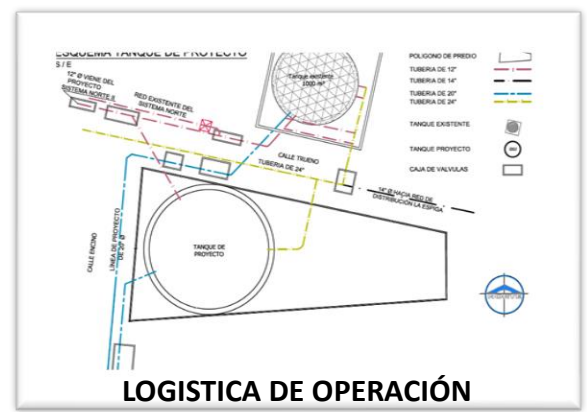 ESQUEMA TANQUE DE PROYECTO
S / E
12" Ø VIENE DEL
PROYECTO
SISTEMA NORTE II
RED EXISTENTE DEL
SISTEMA NORTE
Tanque existente
1000 m³
POLIGONO DE PREDIO
TUBERIA DE 12"
TUBERIA DE 14"
TUBERIA DE 20"
TUBERIA DE 24"
TANQUE EXISTENTE
TANQUE PROYECTO
CAJA DE VALVULAS
CALLE TRUENO
TUBERIA DE 24"
14" Ø HACIA RED DE
DISTRIBUCIÓN LA ESPIGA
CALLE ENCINO
LÍNEA DE PROYECTO
DE 20" Ø
TANQUE DE
PROYECTO
LOGISTICA DE OPERACIÓN